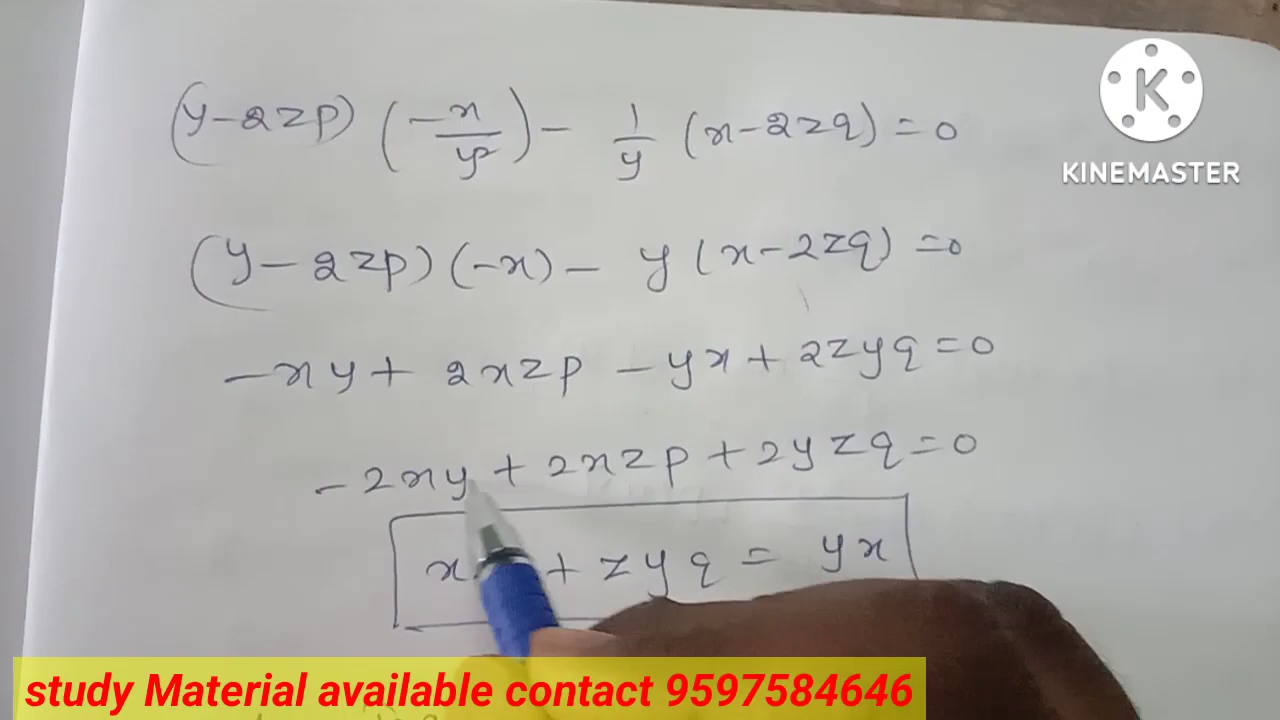 (y-2zp) (-x/y²) - 1/y (x-2zq) = 0
KINEMASTER
(y-2zp)(-x) - y(x-2zq) = 0
-xy + 2xzp - yx + 2zyq = 0
-2xy + 2xzp + 2yzq = 0
x + zyq = yx
study Material available contact 9597584646